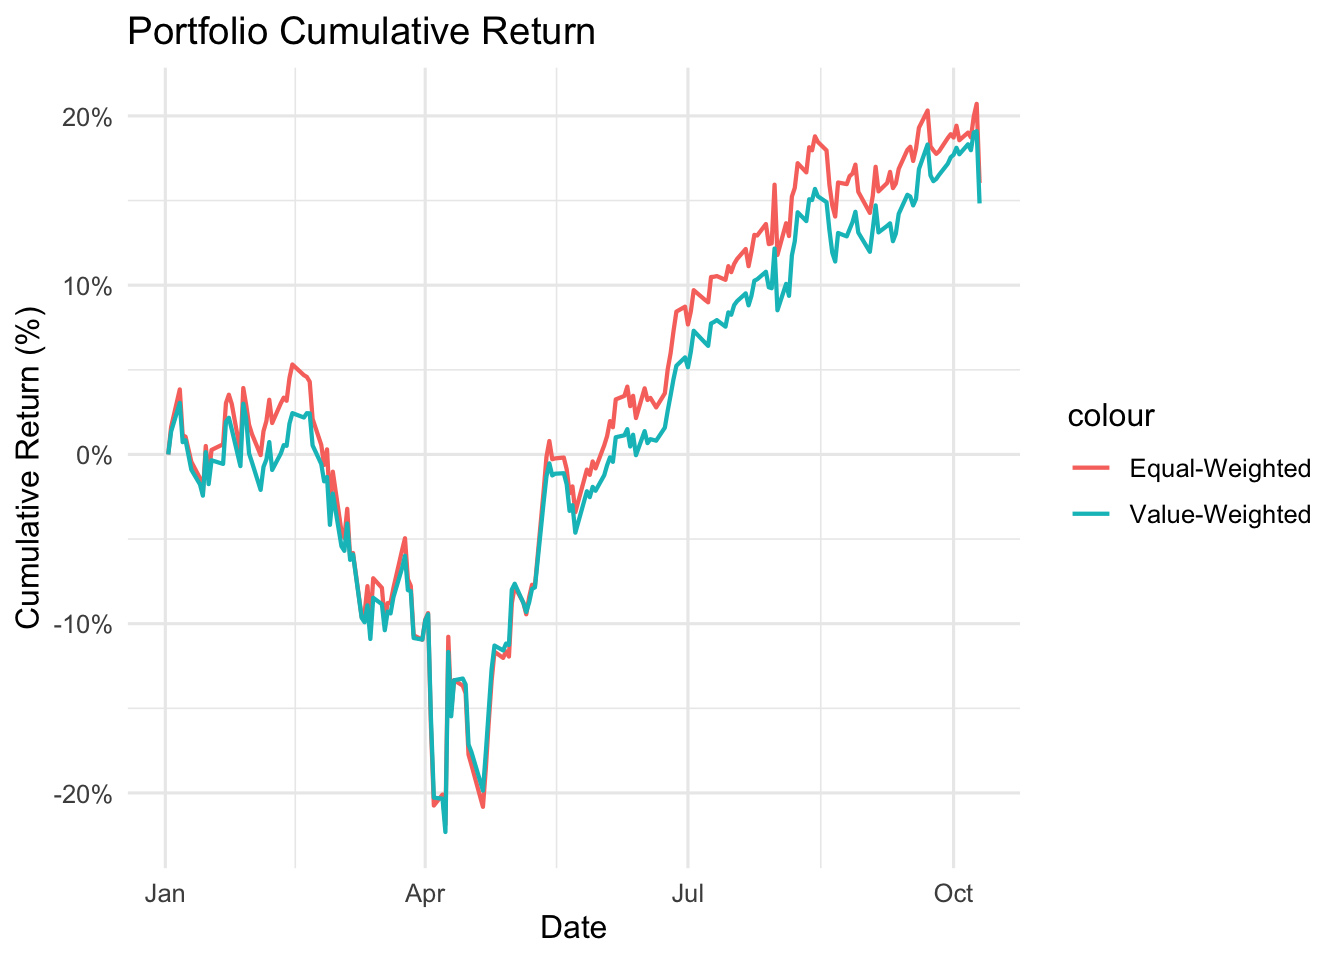 Portfolio Cumulative Return
Cumulative Return (%)
20%
10%
0%
-10%
-20%
Jan
Apr
Jul
Oct
Date
colour
Equal-Weighted
Value-Weighted